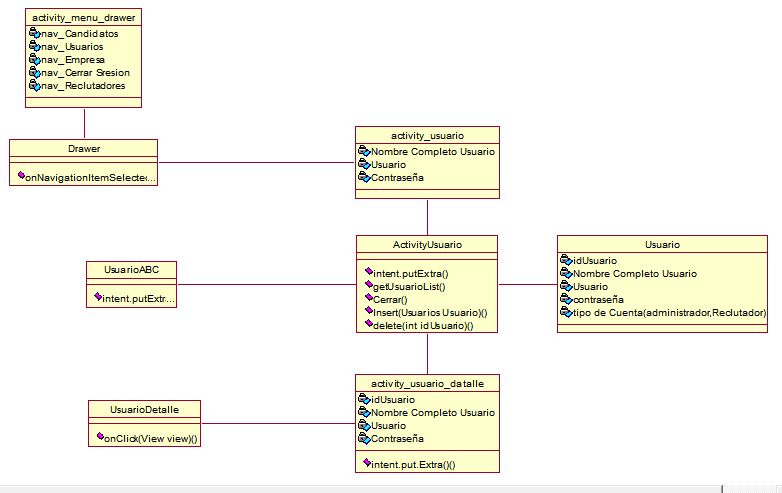 activity_menu_drawer
nav_Candidatos
nav_Usuarios
nav_Empresa
nav_Cerrar Sresion
nav_Reclutadores
Drawer
onNavigationItemSelectec...
activity_usuario
Nombre Completo Usuario
Usuario
Contraseña
UsuarioABC
intent.putExtr...
ActivityUsuario
intent.putExtra()
getUsuarioList()
Cerrar()
Insert(Usuarios Usuario)()
delete(int idUsuario)()
Usuario
idUsuario
Nombre Completo Usuario
Usuario
contraseña
tipo de Cuenta(administrador,Reclutador)
UsuarioDetalle
onClick(View view)()
activity_usuario_datalle
idUsuario
Nombre Completo Usuario
Usuario
Contraseña
intent.put.Extra()()